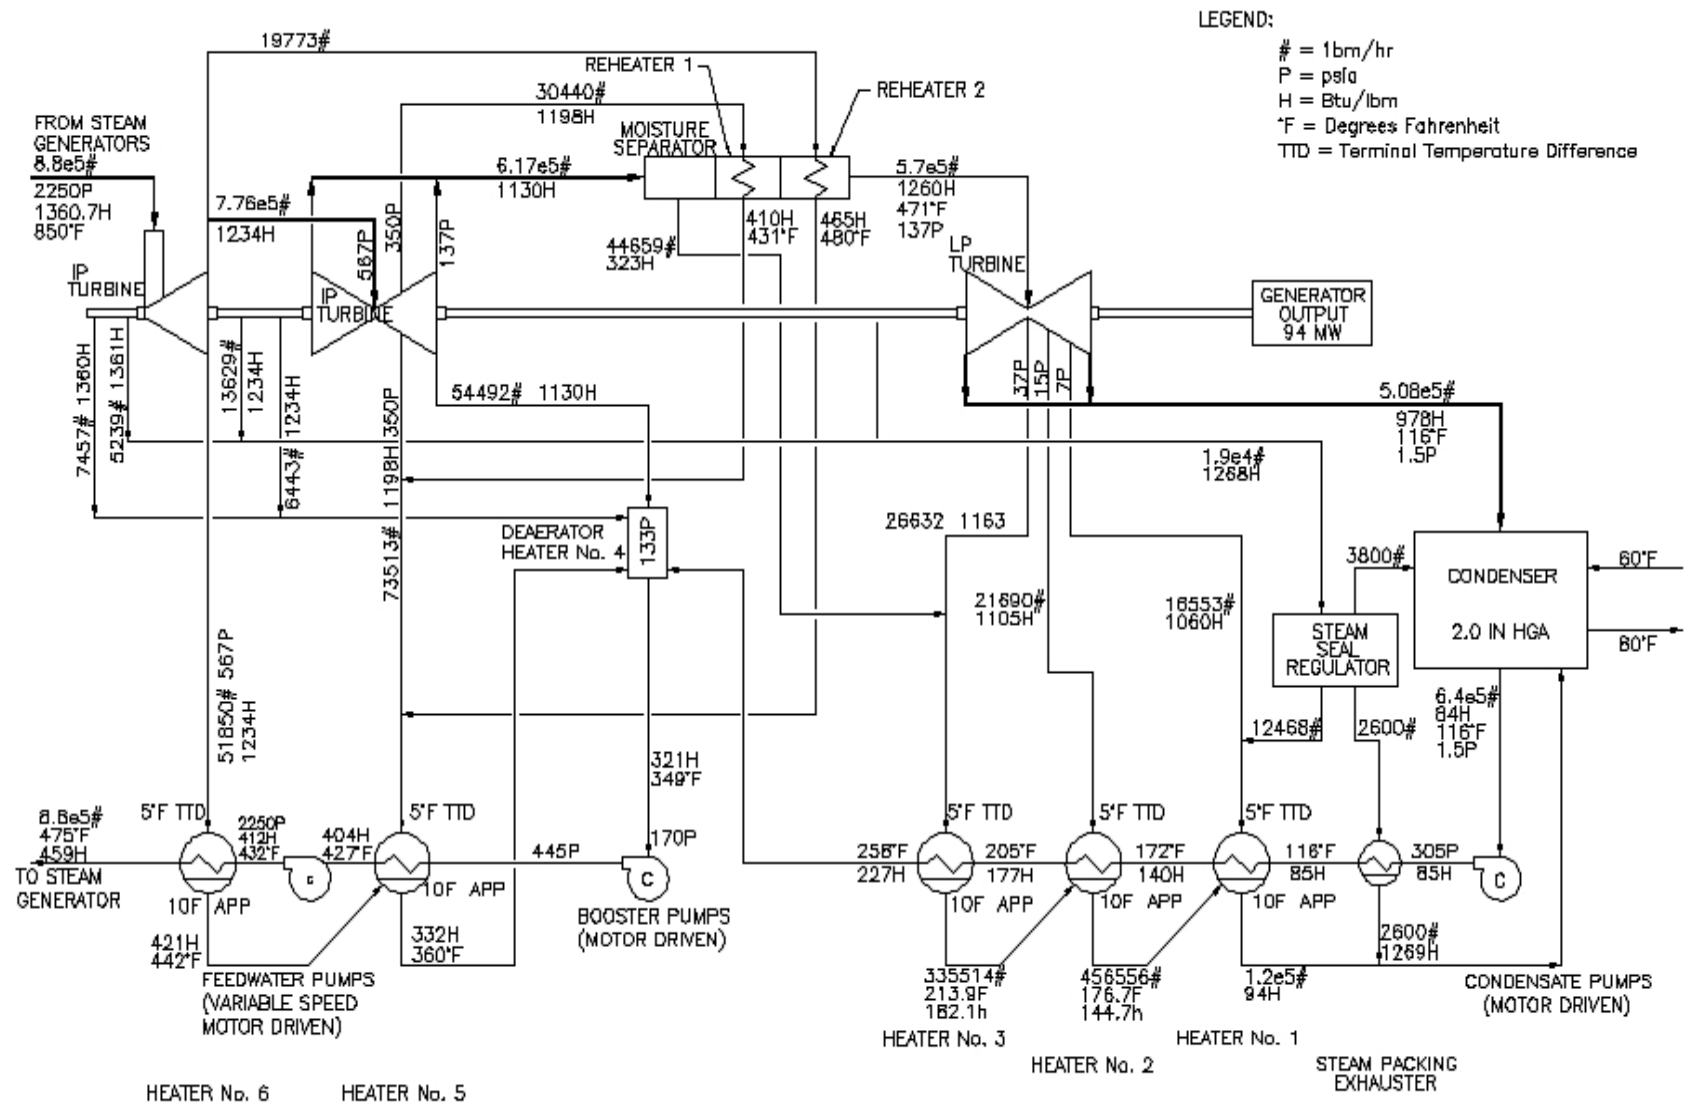 LEGEND:
# = 1bm/hr
P = psia
H = Btu/lbm
°F = Degrees Fahrenheit
TTD = Terminal Temperature Difference
19773#
REHEATER 1
30440#
1198H
REHEATER 2
FROM STEAM
GENERATORS
8.8e5#
2250P
1360.7H
850°F
MOISTURE
SEPARATOR
6.17e5#
1130H
5.7e5#
1260H
471°F
137P
7.76e5#
1234H
567P
350P
137P
410H
431°F
465H
480°F
44659#
323H
IP
TURBINE
IP
TURBINE
LP
TURBINE
GENERATOR
OUTPUT
94 MW
7457# 1360H
5239# 1361H
13629#
1234H
6443# 1234H
54492# 1130H
73513# 1198H 350P
37P
15P
7P
5.08e5#
978H
116°F
1.5P
1.9e4#
1268H
DEAERATOR
HEATER No. 4
133P
26632 1163
21690#
1105H
16553#
1060H
3800#
CONDENSER
2.0 IN HGA
60°F
80°F
STEAM
SEAL
REGULATOR
12468#
2600#
6.4e5#
84H
116°F
1.5P
51850# 567P
1234H
321H
349°F
8.8e5#
475°F
459H
TO STEAM
GENERATOR
5°F TTD
2250P
412H
432°F
404H
427°F
5°F TTD
445P
170P
C
10F APP
10F APP
421H
442°F
332H
360°F
BOOSTER PUMPS
(MOTOR DRIVEN)
FEEDWATER PUMPS
(VARIABLE SPEED
MOTOR DRIVEN)
258°F
227H
5°F TTD
205°F
177H
5°F TTD
172°F
140H
5°F TTD
116°F
85H
305P
85H
C
10F APP
10F APP
10F APP
335514#
213.9F
182.1h
456556#
176.7F
144.7h
1.2e5#
94H
2600#
1269H
CONDENSATE PUMPS
(MOTOR DRIVEN)
HEATER No. 3
HEATER No. 2
HEATER No. 1
STEAM PACKING
EXHAUSTER
HEATER No. 6
HEATER No. 5